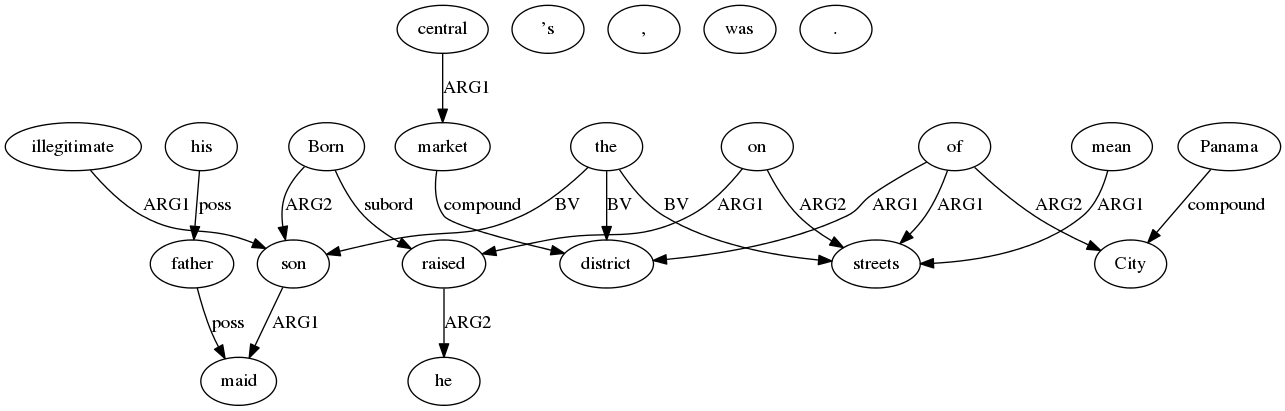 central ’s , was .
ARG1
illegitimate his Born market the on of mean Panama
ARG1 poss ARG2 subord compound BV BV BV ARG1 ARG2 ARG1 ARG1 ARG2 ARG1 compound
father son raised district streets City
poss ARG1 ARG2
maid he